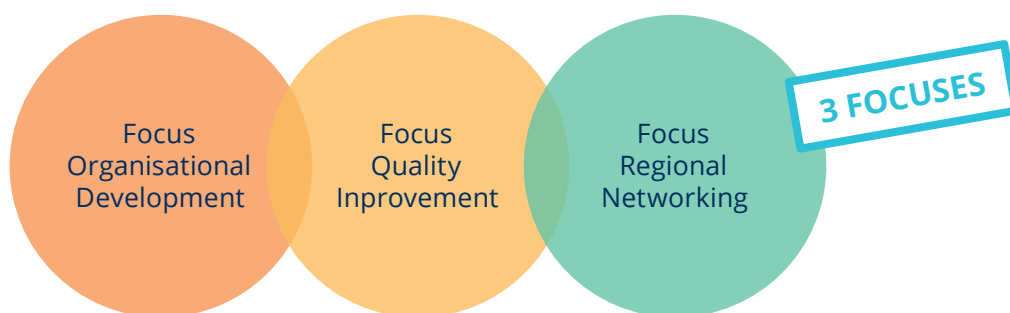 Focus
Organisational
Development
Focus
Quality
Inprovement
Focus
Regional
Networking
3 FOCUSES